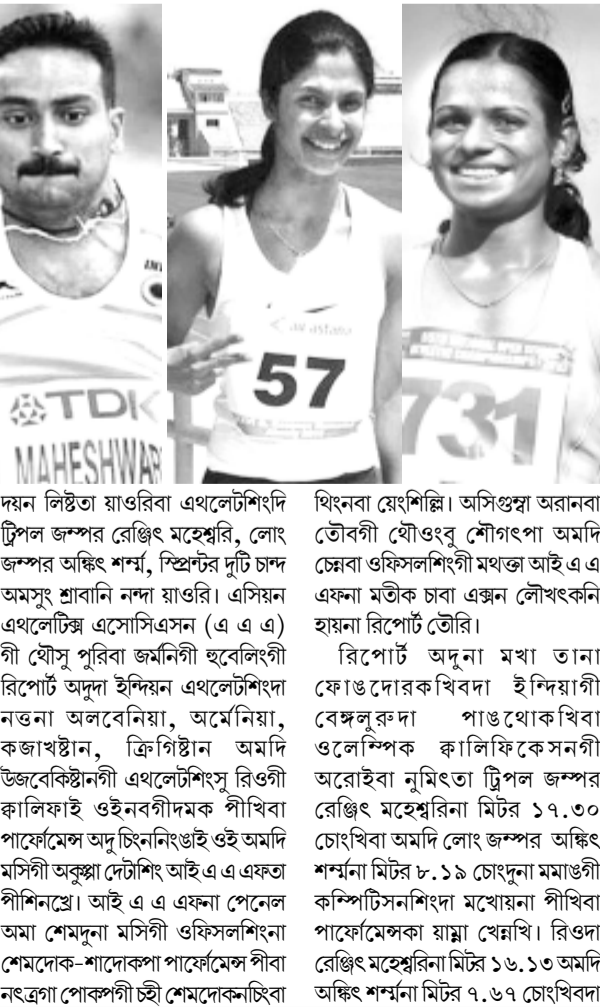 TDK
MAHESHWAR
air astana
57
731
দয়ন লিষ্টতা য়াওরিবা এথলেটশিংদি
ট্রিপল জম্পর রেঞ্জিৎ মহেশ্বরি, লোং
জম্পর অঙ্কিৎ শর্ম্ম, স্প্রিন্টর দুটি চান্দ
অমসুং শ্রাবানি নন্দা য়াওরি। এসিয়ন
এথলেটিক্স এসোসিএসন (এ এ এ)
গী থৌসু পুরিবা জর্মনিগী হুবেলিংগী
রিপোর্ট অদুদা ইন্দিয়ন এথলেটশিংদা
নত্তনা অলবেনিয়া, অর্মেনিয়া,
কজাখষ্টান, ক্রিগিষ্টান অমদি
উজবেকিষ্টানগী এথলেটশিংসু রিওগী
ক্বালিফাই ওইনবগীদমক পীখিবা
পার্ফোমেন্স অদু চিংননিংঙাই ওই অমদি
মসিগী অকুপ্পা দেটাশিং আই এ এ এফতা
পীশিনখ্রে। আই এ এ এফনা পেনেল
অমা শেমদুনা মসিগী ওফিসলশিংনা
শেমদোক-শাদোকপা পার্ফোমেন্স পীবা
নৎত্রগা পোকপগী চহী শেমদোকনচিংবা
থিংনবা য়েংশিল্লি। অসিগুম্বা অরানবা
তৌবগী থৌওংবু শৌগৎপা অমদি
চেন্নবা ওফিসলশিংগী মথক্তা আই এ এ
এফনা মতীক চাবা এক্সন লৌখৎকনি
হায়না রিপোর্ট তৌরি।
রিপোর্ট অদুনা মখা তানা
ফোঙদোরকখিবদা ইন্দিয়াগী
বেঙ্গলুরুদা পাঙথোকখিবা
ওলেম্পিক ক্বালিফিকেসনগী
অরোইবা নুমিৎতা ট্রিপল জম্পর
রেঞ্জিৎ মহেশ্বরিনা মিটর ১৭.৩০
চোংখিবা অমদি লোং জম্পর অঙ্কিৎ
শর্ম্মনা মিটর ৮.১৯ চোংদুনা মমাঙগী
কম্পিটিসনশিংদা মখোয়না পীখিবা
পার্ফোমেন্সকা য়াম্না খেন্নখি। রিওদা
রেঞ্জিৎ মহেশ্বরিনা মিটর ১৬.১৩ অমদি
অঙ্কিৎ শর্ম্মনা মিটর ৭.৬৭ চোংখিবদা